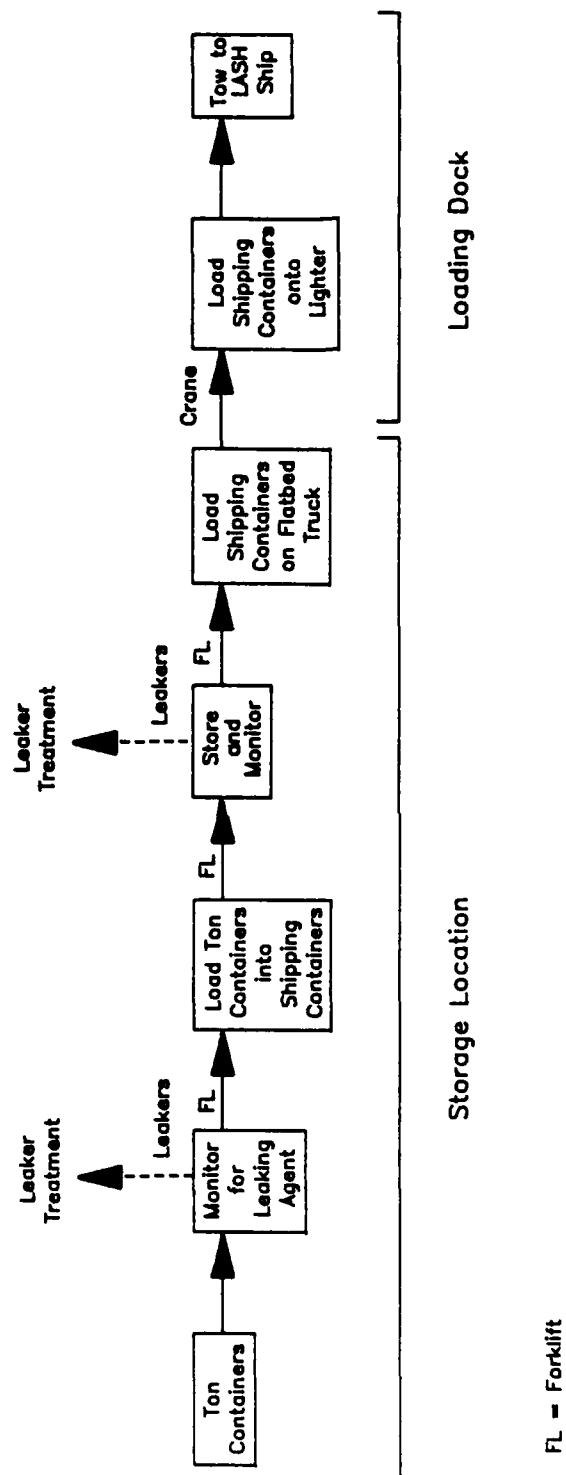 Ton
Containers
Monitor
for
Leaking
Agent
Leakers
Leaker
Treatment
FL
Load Ton
Containers
into
Shipping
Containers
FL
Store
and
Monitor
Leakers
Leaker
Treatment
FL
Load
Shipping
Containers
on Flatbed
Truck
Crane
Load
Shipping
Containers
onto
Lighter
Tow to
LASH
Ship
Storage Location
Loading Dock
FL = Forklift